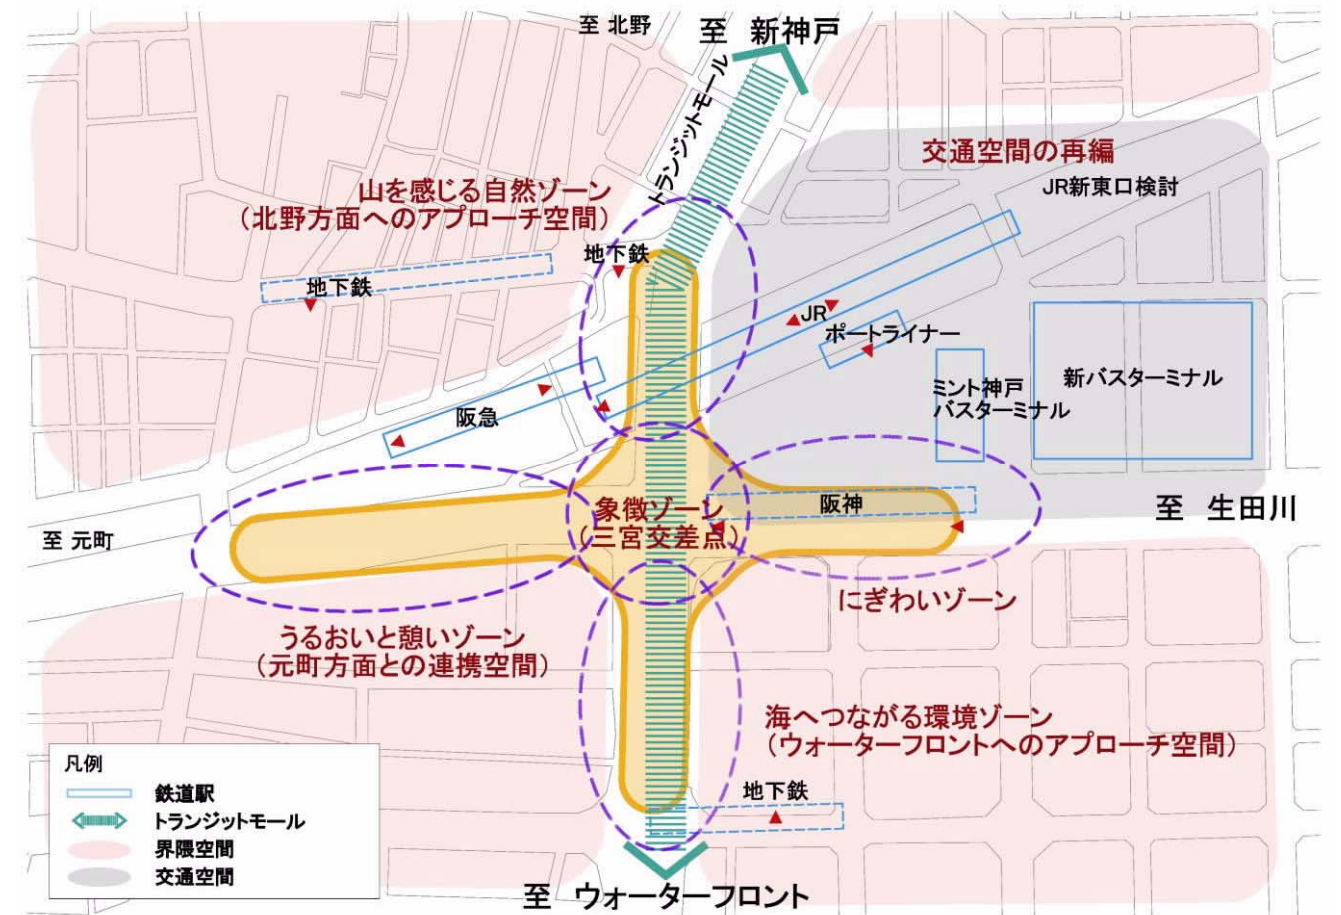 至 北野
至 新神戸
トランジットモール
交通空間の再編
JR新東口検討
山を感じる自然ゾーン
(北野方面へのアプローチ空間)
地下鉄
地下鉄
JR
ポートライナー
ミント神戸
バスターミナル
新バスターミナル
阪急
象徴ゾーン
(三宮交差点)
阪神
至 生田川
至 元町
にぎわいゾーン
うるおいと憩いゾーン
(元町方面との連携空間)
海へつながる環境ゾーン
(ウォーターフロントへのアプローチ空間)
地下鉄
凡例
鉄道駅
トランジットモール
界隈空間
交通空間
至 ウォーターフロント